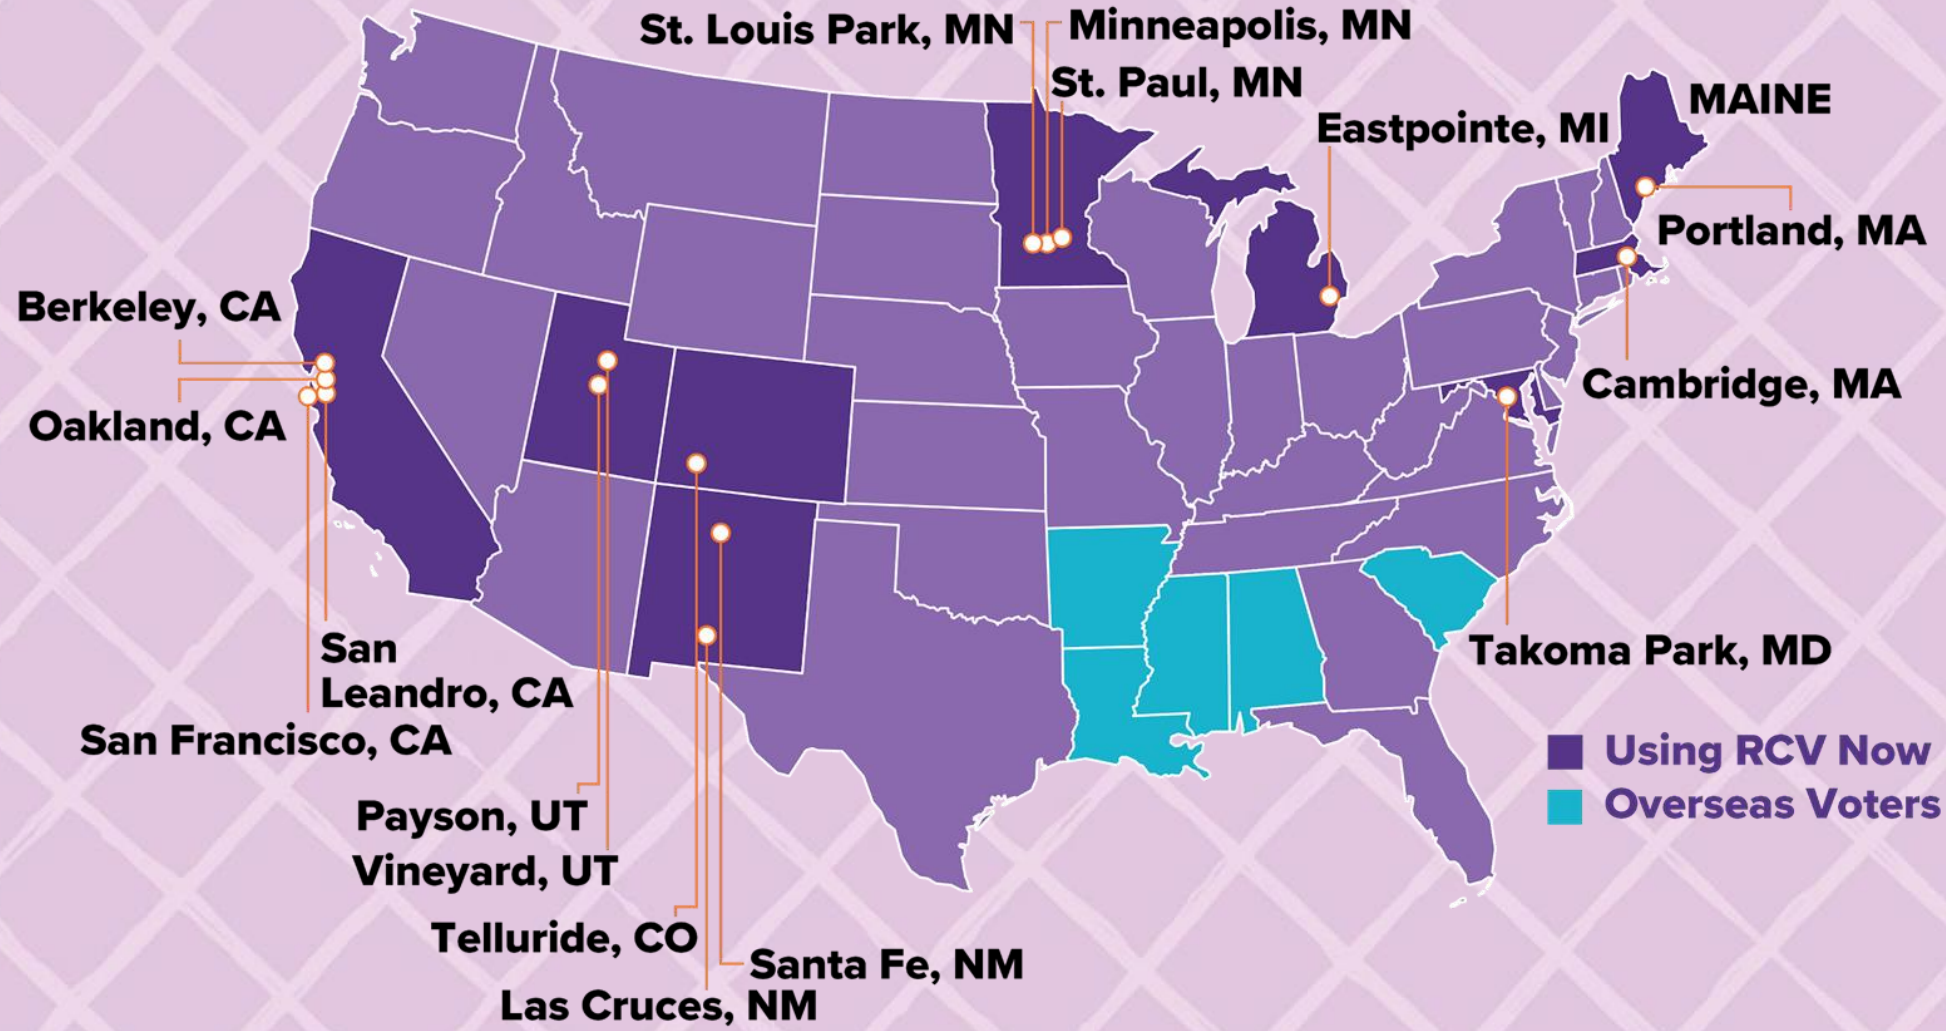 St. Louis Park, MN
Minneapolis, MN
St. Paul, MN
MAINE
Eastpointe, MI
Portland, MA
Berkeley, CA
Cambridge, MA
Oakland, CA
San
Leandro, CA
Takoma Park, MD
San Francisco, CA
Using RCV Now
Overseas Voters
Payson, UT
Vineyard, UT
Telluride, CO
Santa Fe, NM
Las Cruces, NM